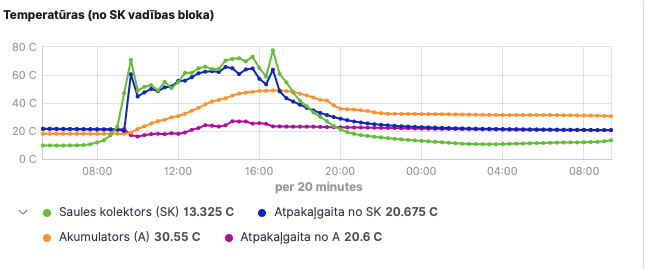 Temperatūras (no SK vadības bloka)
80 C
60 C
40 C
20 C
0 C
08:00 12:00 16:00 20:00 00:00 04:00 08:00
per 20 minutes
Saules kolektors (SK) 13.325 C Atpakaļgaita no SK 20.675 C
Akumulators (A) 30.55 C Atpakaļgaita no A 20.6 C